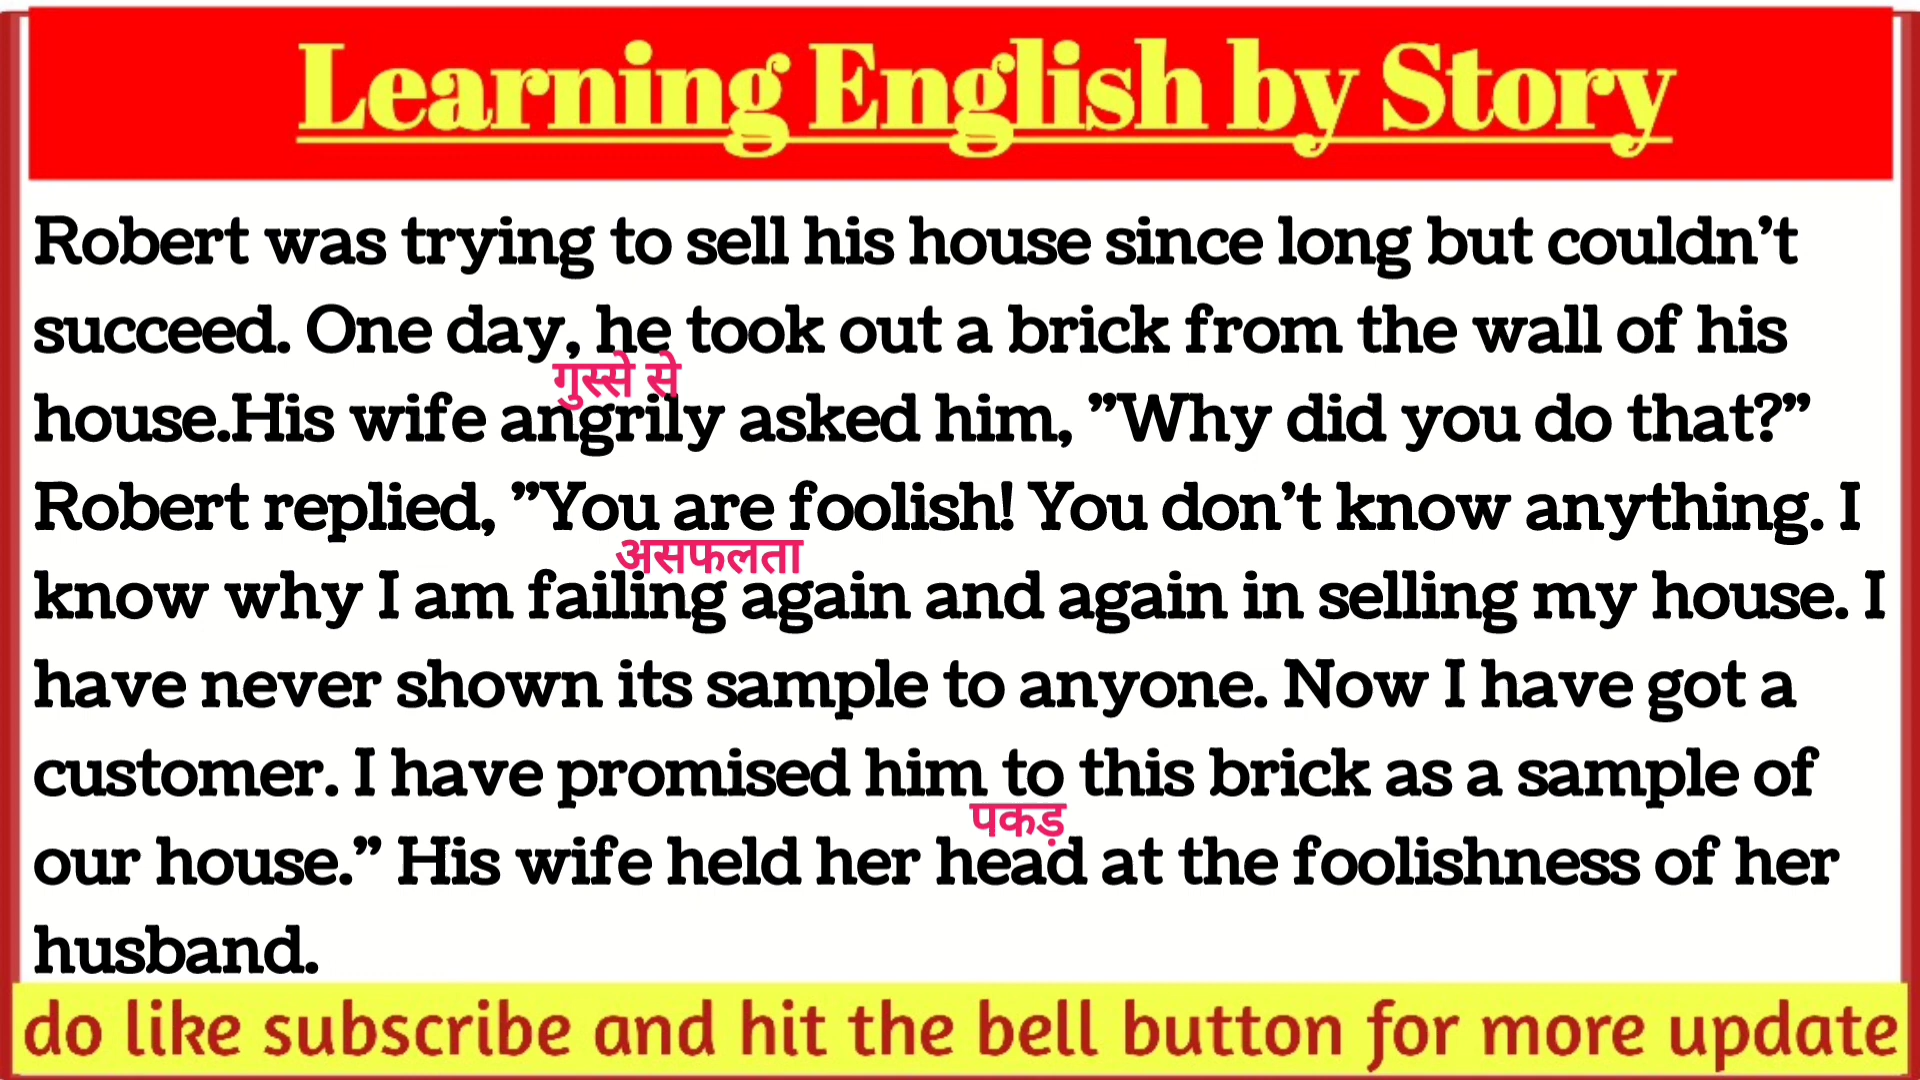 Learning English by Story
Robert was trying to sell his house since long but couldn’t
succeed. One day, he took out a brick from the wall of his
गुस्से से
house.His wife angrily asked him, ”Why did you do that?”
Robert replied, ”You are foolish! You don’t know anything. I
असफलता
know why I am failing again and again in selling my house. I
have never shown its sample to anyone. Now I have got a
customer. I have promised him to this brick as a sample of
पकड़
our house.” His wife held her head at the foolishness of her
husband.
do like subscribe and hit the bell button for more update